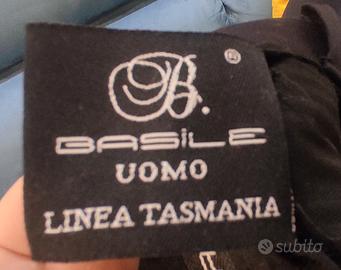 B.
®
BASILE
UOMO
LINEA TASMANIA
subito